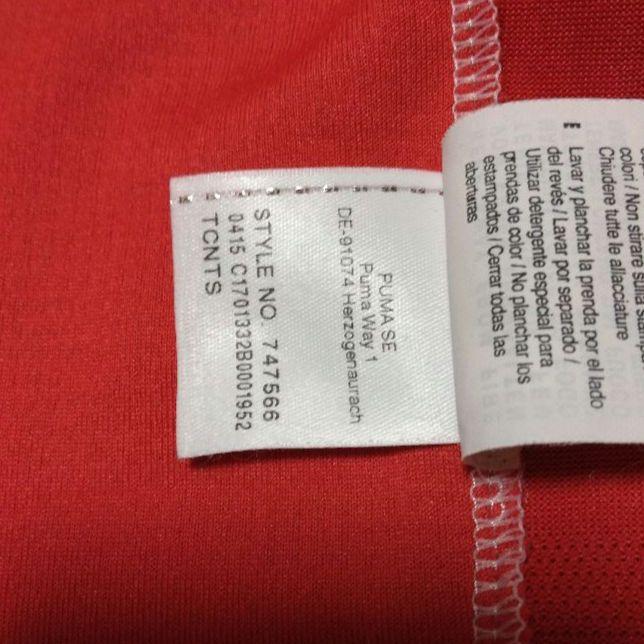 PUMA SE
Puma Way 1
DE-91074 Herzogenaurach
STYLE NO. 747566
0415 C1701332B0001952
TCNTS
colori / Non stirare sulla
Chiudere tutte le allacciature
E Lavar y planchar la prenda por el lado
del revés / Lavar por separado /
Utilizar detergente especial para
prendas de color / No planchar los
estampados / Cerrar todas las
aberturas